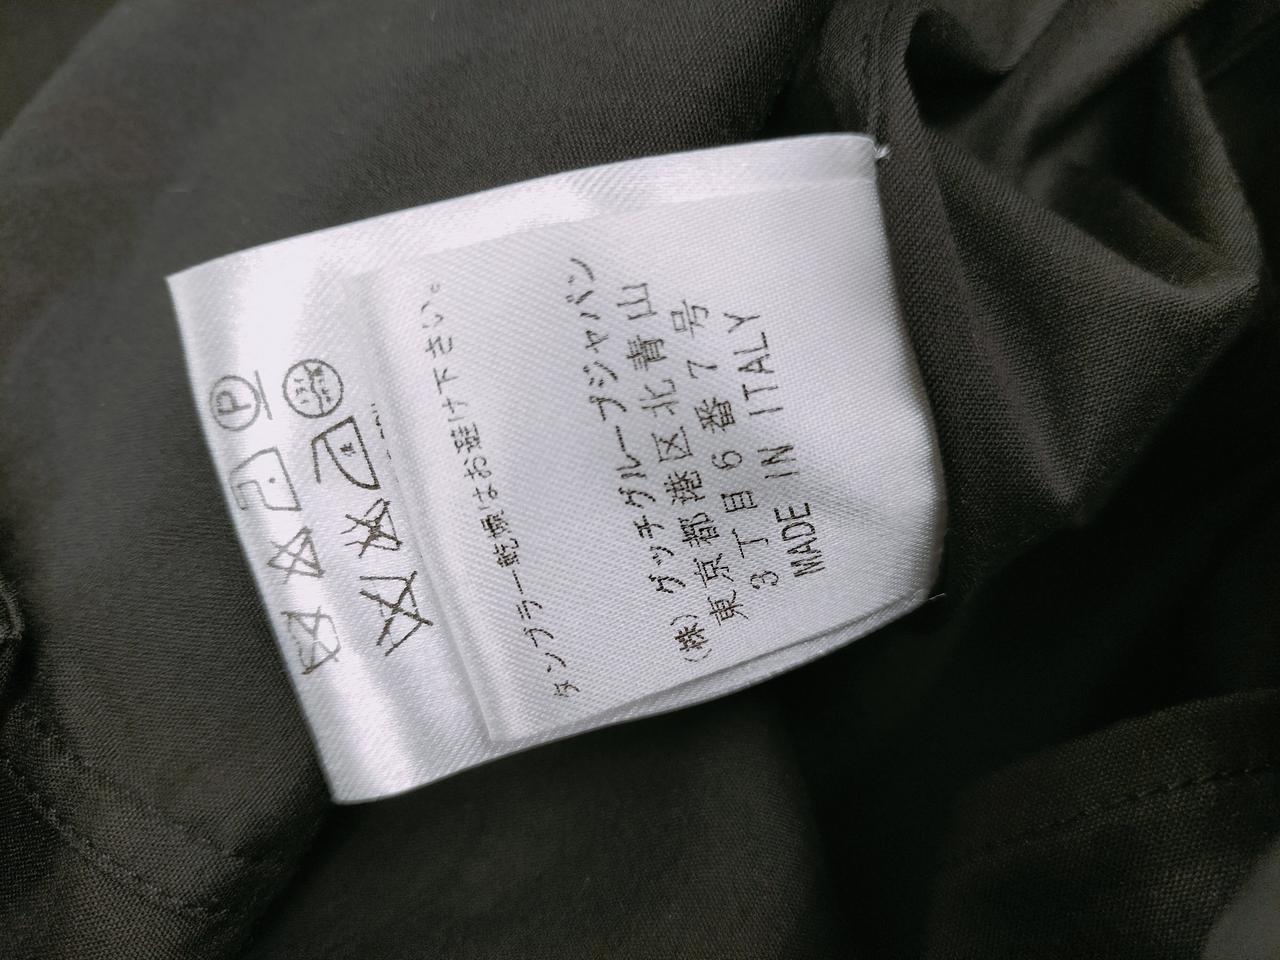 P
タンブラー乾燥はお避け下さい。
(株) グッチグループジャパン
東京都港区北青山
3丁目6番7号
MADE IN ITALY